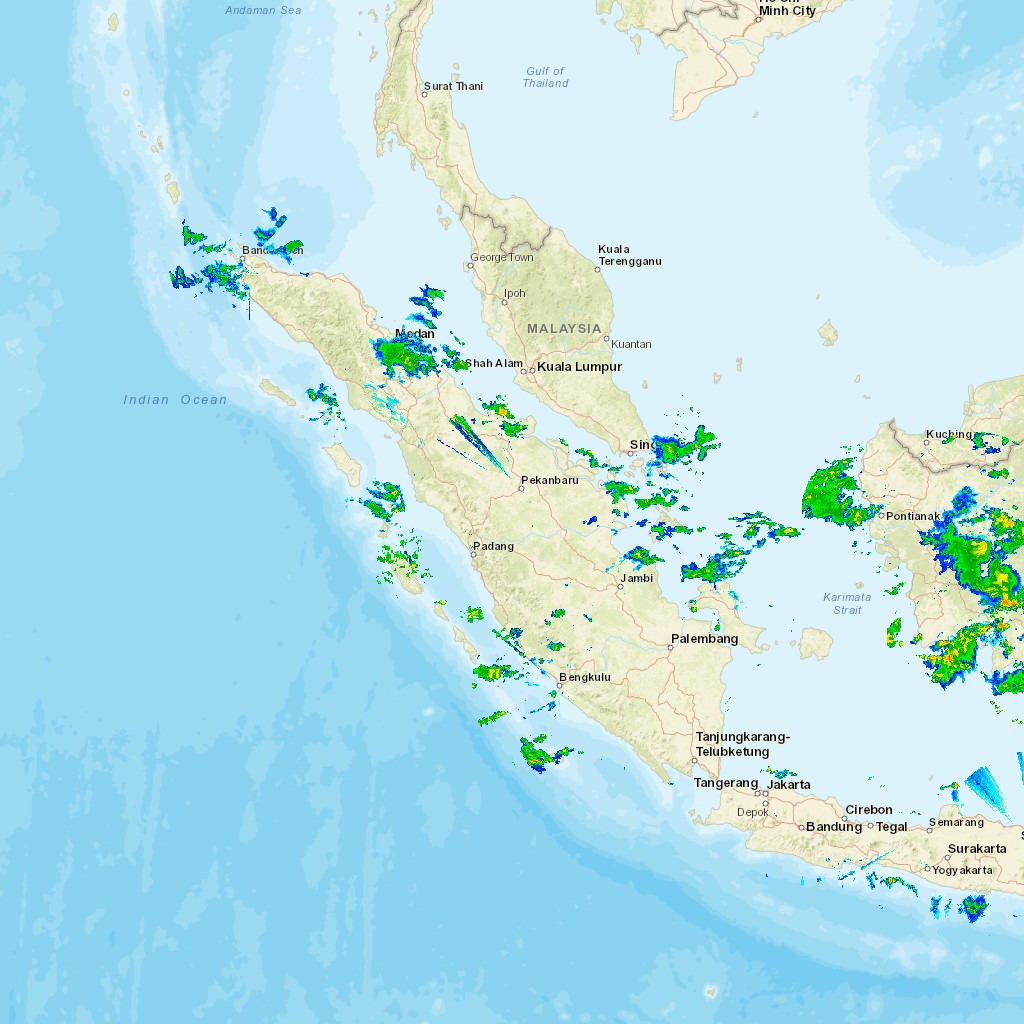 Andaman Sea
Minh City
Gulf of
Thailand
Surat Thani
Kuala
Terengganu
George Town
Ipoh
MALAYSIA
Medan
Kuantan
Shah Alam
Kuala Lumpur
Indian Ocean
Kuching
Pekanbaru
Pontianak
Padang
Jambi
Karimata
Strait
Palembang
Bengkulu
Tanjungkarang-
Telubketung
Tangerang
Jakarta
Depok
Cirebon
Bandung
Tegal
Semarang
Surakarta
Yogyakarta